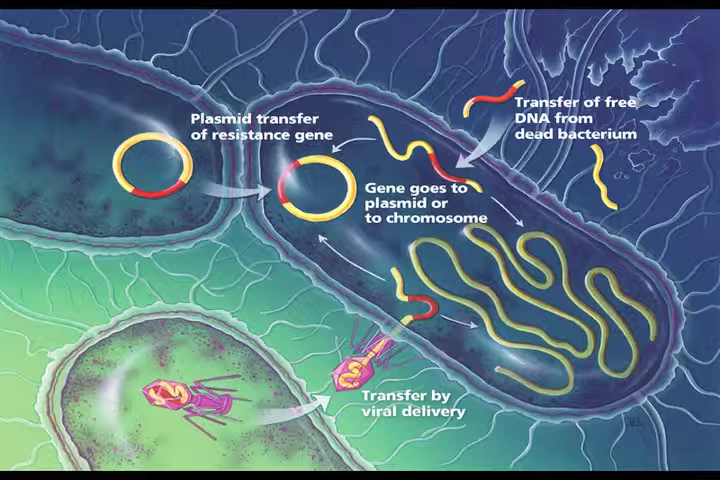 Plasmid transfer
of resistance gene
Transfer of free
DNA from
dead bacterium
Gene goes to
plasmid or
to chromosome
Transfer by
viral delivery